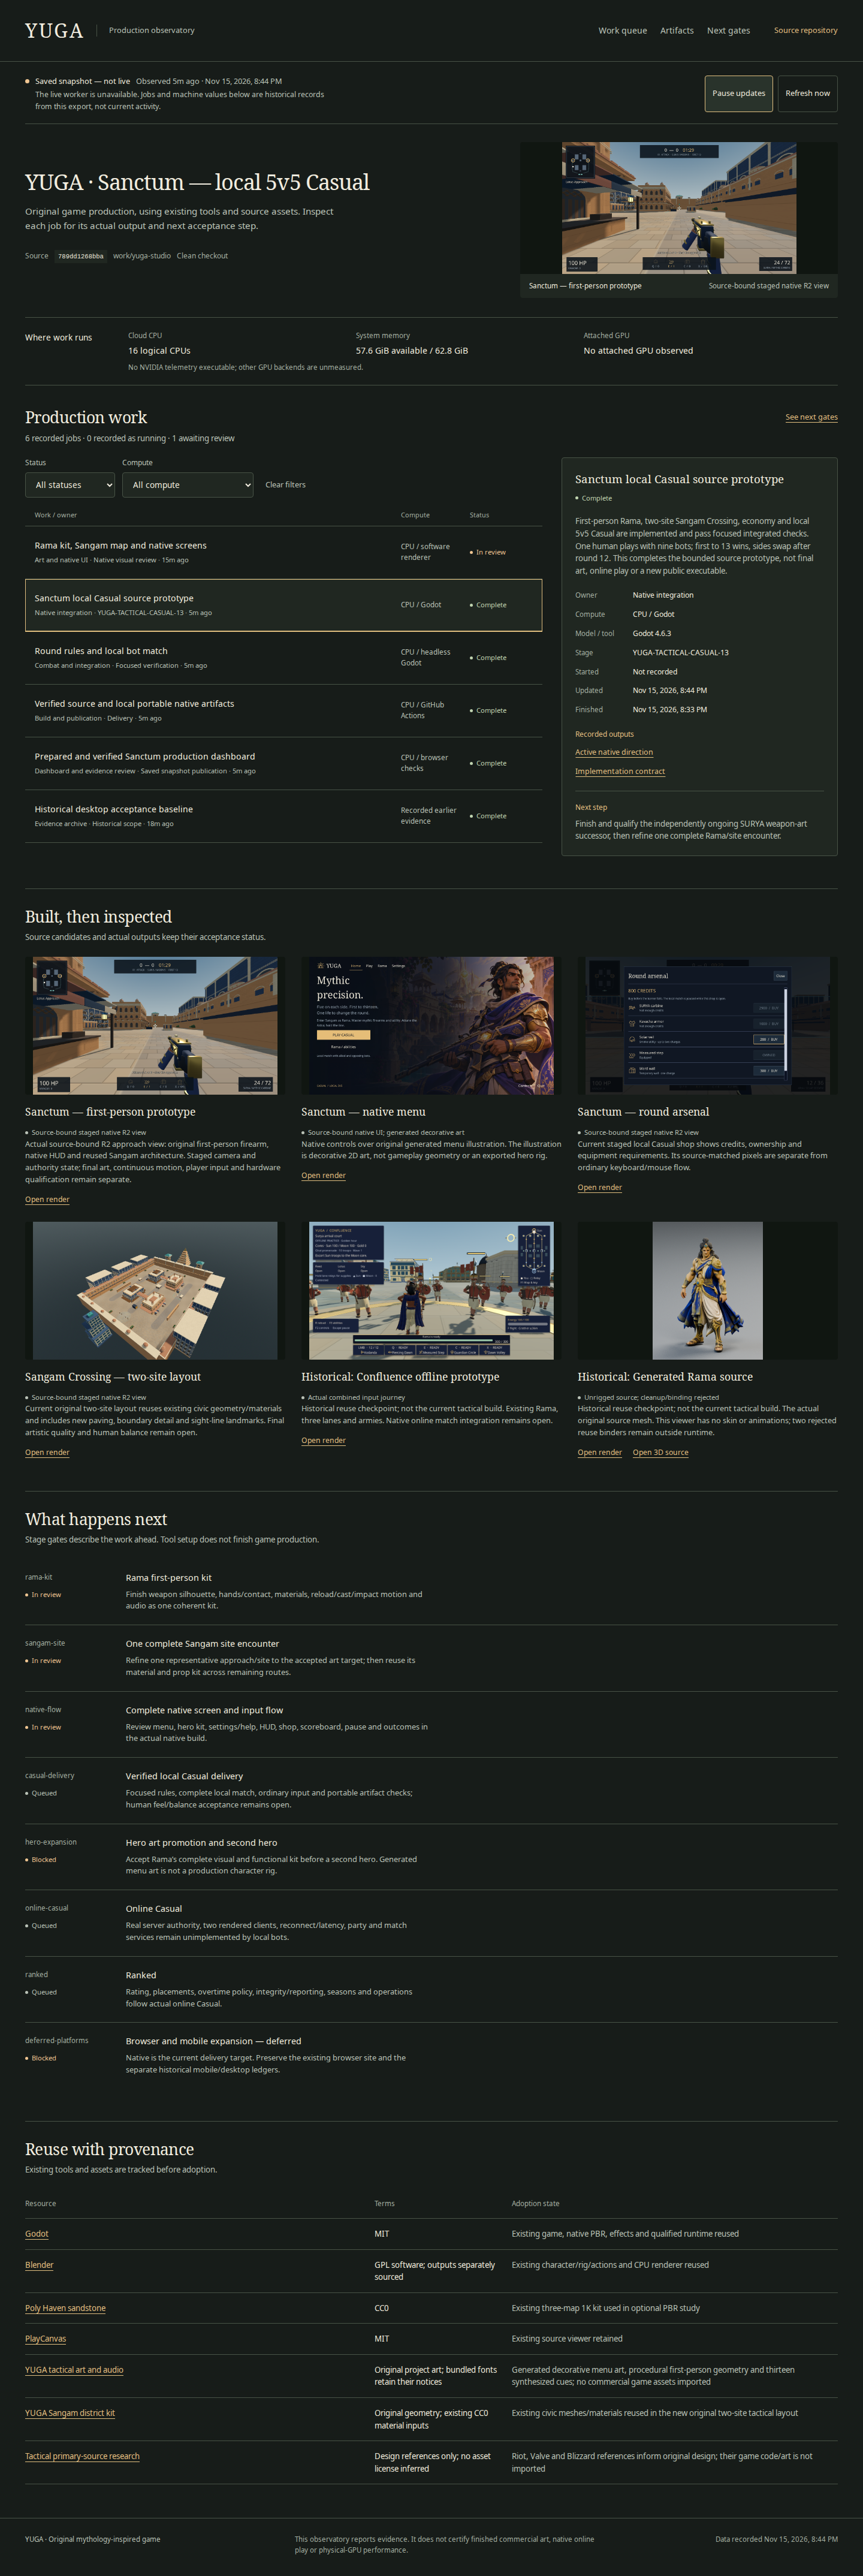 YUGA
Production observatory
Work queue
Artifacts
Next gates
Source repository
Saved snapshot — not live
Observed 5m ago · Nov 15, 2026, 8:44 PM
The live worker is unavailable. Jobs and machine values below are historical records
from this export, not current activity.
Pause updates
Refresh now
YUGA · Sanctum — local 5v5 Casual
Original game production, using existing tools and source assets. Inspect
each job for its actual output and next acceptance step.
Source
789dd1268bba
work/yuga-studio
Clean checkout
0 — 0 01:29
100 HP
24 / 72
Sanctum — first-person prototype
Source-bound staged native R2 view
Where work runs
Cloud CPU
16 logical CPUs
No NVIDIA telemetry executable; other GPU backends are unmeasured.
System memory
57.6 GiB available / 62.8 GiB
Attached GPU
No attached GPU observed
Production work
6 recorded jobs · 0 recorded as running · 1 awaiting review
See next gates
Status
All statuses
Compute
All compute
Clear filters
Work / owner
Compute
Status
Rama kit, Sangam map and native screens
Art and native UI · Native visual review · 15m ago
CPU / software
renderer
In review
Sanctum local Casual source prototype
Native integration · YUGA-TACTICAL-CASUAL-13 · 5m ago
CPU / Godot
Complete
Round rules and local bot match
Combat and integration · Focused verification · 5m ago
CPU / headless
Godot
Complete
Verified source and local portable native artifacts
Build and publication · Delivery · 5m ago
CPU / GitHub
Actions
Complete
Prepared and verified Sanctum production dashboard
Dashboard and evidence review · Saved snapshot publication · 5m ago
CPU / browser
checks
Complete
Historical desktop acceptance baseline
Evidence archive · Historical scope · 18m ago
Recorded earlier
evidence
Complete
Sanctum local Casual source prototype
Complete
First-person Rama, two-site Sangam Crossing, economy and local
5v5 Casual are implemented and pass focused integrated checks.
One human plays with nine bots; first to 13 wins, sides swap after
round 12. This completes the bounded source prototype, not final
art, online play or a new public executable.
Owner
Native integration
Compute
CPU / Godot
Model / tool
Godot 4.6.3
Stage
YUGA-TACTICAL-CASUAL-13
Started
Not recorded
Updated
Nov 15, 2026, 8:44 PM
Finished
Nov 15, 2026, 8:33 PM
Recorded outputs
Active native direction
Implementation contract
Next step
Finish and qualify the independently ongoing SURYA weapon-art
successor, then refine one complete Rama/site encounter.
Built, then inspected
Source candidates and actual outputs keep their acceptance status.
0 — 0 01:29
100 HP
24 / 72
Sanctum — first-person prototype
Source-bound staged native R2 view
Actual source-bound R2 approach view: original first-person firearm,
native HUD and reused Sangam architecture. Staged camera and
authority state; final art, continuous motion, player input and hardware
qualification remain separate.
Open render
YUGA
Home
Play
Settings
Mythic
precision.
PLAY CASUAL
Sanctum — native menu
Source-bound native UI; generated decorative art
Native controls over original generated menu illustration. The illustration
is decorative 2D art, not gameplay geometry or an exported hero rig.
Open render
Round arsenal
Close
800 CREDITS
Sanctum — round arsenal
Source-bound staged native R2 view
Current staged local Casual shop shows credits, ownership and
equipment requirements. Its source-matched pixels are separate from
ordinary keyboard/mouse flow.
Open render
Sangam Crossing — two-site layout
Source-bound staged native R2 view
Current original two-site layout reuses existing civic geometry/materials
and includes new paving, boundary detail and sight-line landmarks. Final
artistic quality and human balance remain open.
Open render
YUGA / CONFLUENCE
Historical: Confluence offline prototype
Actual combined input journey
Historical reuse checkpoint; not the current tactical build. Existing Rama,
three lanes and armies. Native online match integration remains open.
Open render
Historical: Generated Rama source
Unrigged source; cleanup/binding rejected
Historical reuse checkpoint; not the current tactical build. The actual
original source mesh. This viewer has no skin or animations; two rejected
reuse binders remain outside runtime.
Open render
Open 3D source
What happens next
Stage gates describe the work ahead. Tool setup does not finish game production.
rama-kit
In review
Rama first-person kit
Finish weapon silhouette, hands/contact, materials, reload/cast/impact motion and
audio as one coherent kit.
sangam-site
In review
One complete Sangam site encounter
Refine one representative approach/site to the accepted art target; then reuse its
material and prop kit across remaining routes.
native-flow
In review
Complete native screen and input flow
Review menu, hero kit, settings/help, HUD, shop, scoreboard, pause and outcomes in
the actual native build.
casual-delivery
Queued
Verified local Casual delivery
Focused rules, complete local match, ordinary input and portable artifact checks;
human feel/balance acceptance remains open.
hero-expansion
Blocked
Hero art promotion and second hero
Accept Rama's complete visual and functional kit before a second hero. Generated
menu art is not a production character rig.
online-casual
Queued
Online Casual
Real server authority, two rendered clients, reconnect/latency, party and match
services remain unimplemented by local bots.
ranked
Queued
Ranked
Rating, placements, overtime policy, integrity/reporting, seasons and operations
follow actual online Casual.
deferred-platforms
Blocked
Browser and mobile expansion — deferred
Native is the current delivery target. Preserve the existing browser site and the
separate historical mobile/desktop ledgers.
Reuse with provenance
Existing tools and assets are tracked before adoption.
Resource
Terms
Adoption state
Godot
MIT
Existing game, native PBR, effects and qualified runtime reused
Blender
GPL software; outputs separately
sourced
Existing character/rig/actions and CPU renderer reused
Poly Haven sandstone
CC0
Existing three-map 1K kit used in optional PBR study
PlayCanvas
MIT
Existing source viewer retained
YUGA tactical art and audio
Original project art; bundled fonts
retain their notices
Generated decorative menu art, procedural first-person geometry and thirteen
synthesized cues; no commercial game assets imported
YUGA Sangam district kit
Original geometry; existing CC0
material inputs
Existing civic meshes/materials reused in the new original two-site tactical layout
Tactical primary-source research
Design references only; no asset
license inferred
Riot, Valve and Blizzard references inform original design; their game code/art is not
imported
YUGA · Original mythology-inspired game
This observatory reports evidence. It does not certify finished commercial art, native online
play or physical-GPU performance.
Data recorded Nov 15, 2026, 8:44 PM